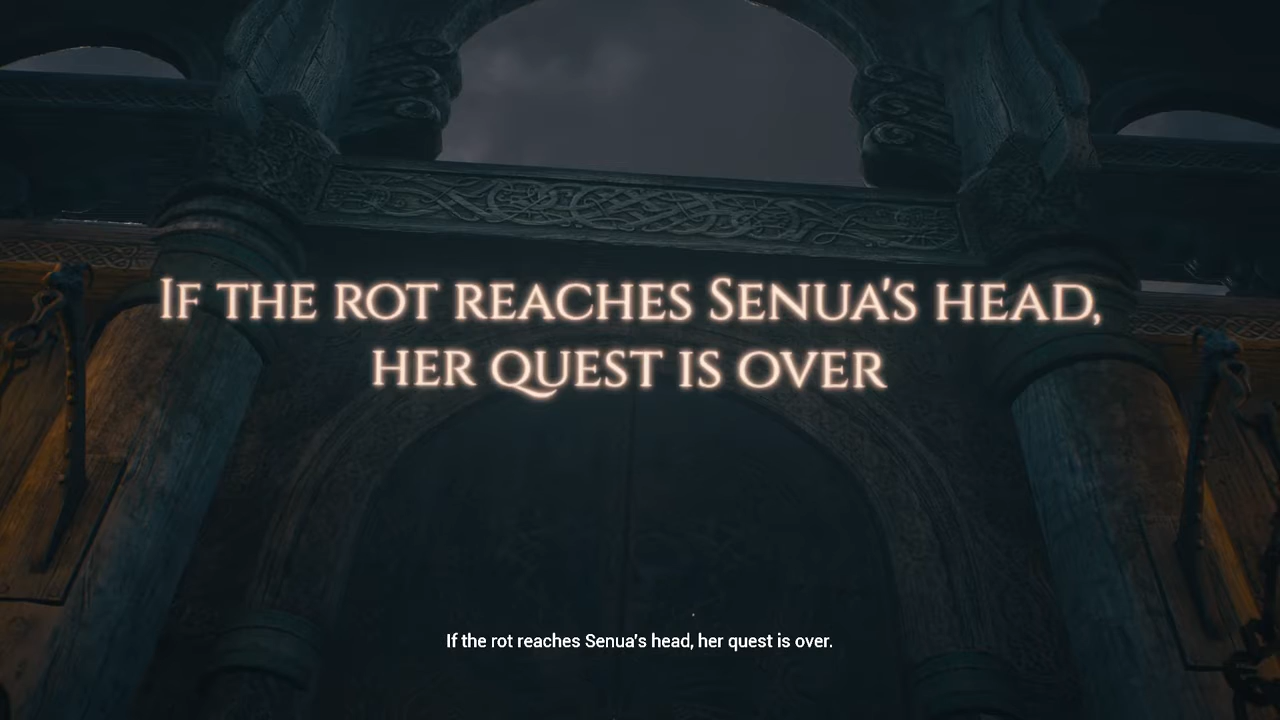 If the rot reaches Senua's head,
her quest is over
If the rot reaches Senua's head, her quest is over.